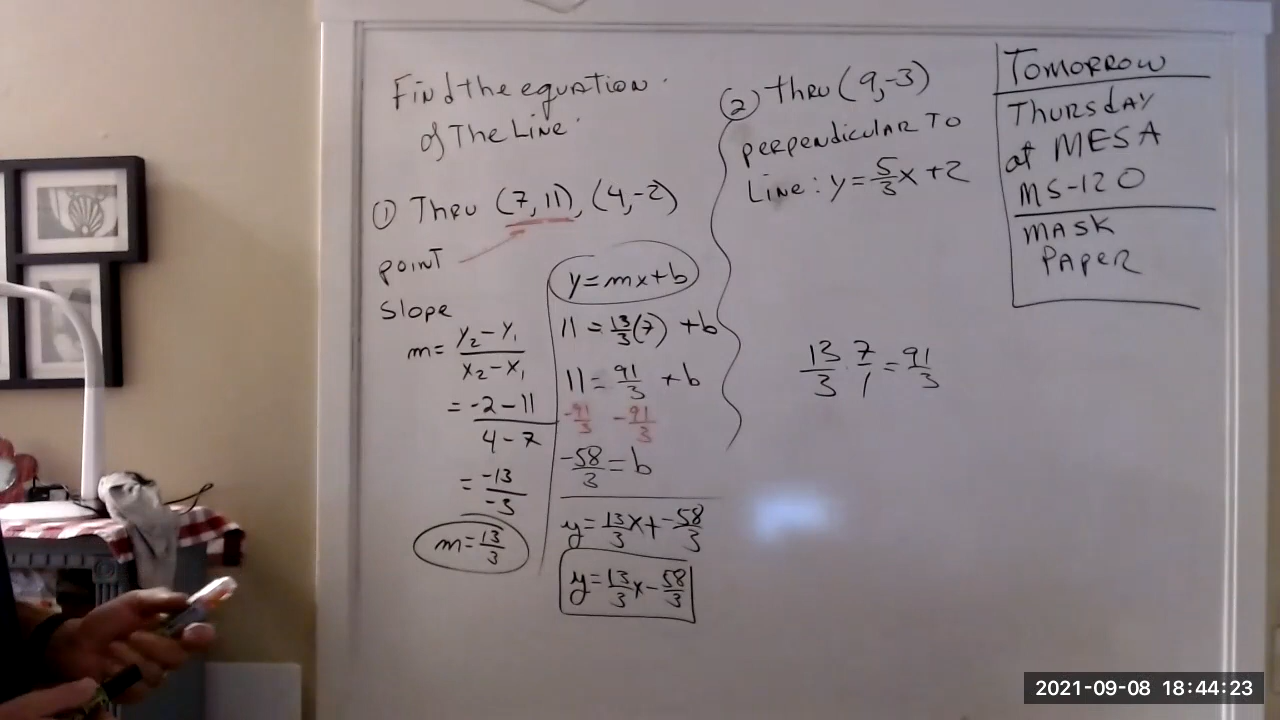 Find the equation
of The Line.
① Thru (7, 11), (4, -2)
point
slope
m = (y₂ - y₁)/(x₂ - x₁)
= (-2 - 11)/(4 - 7)
= -13/-3
m = 13/3
y = mx + b
11 = 13/3 (7) + b
11 = 91/3 + b
-91/3 -91/3
-58/3 = b
y = 13/3 x + -58/3
y = 13/3 x - 58/3
② Thru (9, -3)
perpendicular To
Line: y = 5/3 x + 2
13/3 · 7/1 = 91/3
Tomorrow
Thursday
at MESA
MS-120
MASK
PAPER
2021-09-08 18:44:23